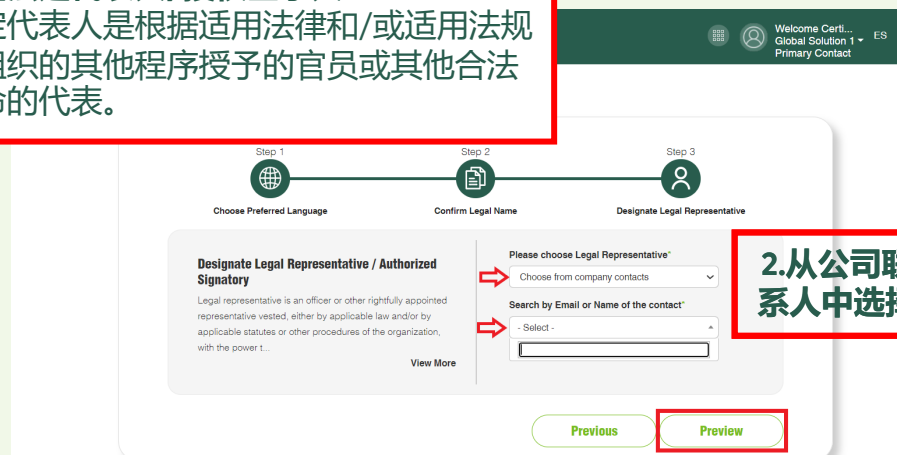 定代表人是根据适用法律和/或适用法规
组织的其他程序授予的官员或其他合法
命的代表。
Welcome Certi...
Global Solution 1
Primary Contact
ES
Step 1
Step 2
Step 3
Choose Preferred Language
Confirm Legal Name
Designate Legal Representative
Designate Legal Representative / Authorized
Signatory
Legal representative is an officer or other rightfully appointed
representative vested, either by applicable law and/or by
applicable statutes or other procedures of the organization,
with the power t...
View More
Please choose Legal Representative*
Choose from company contacts
Search by Email or Name of the contact*
- Select -
2.从公司联
系人中选择
Previous
Preview